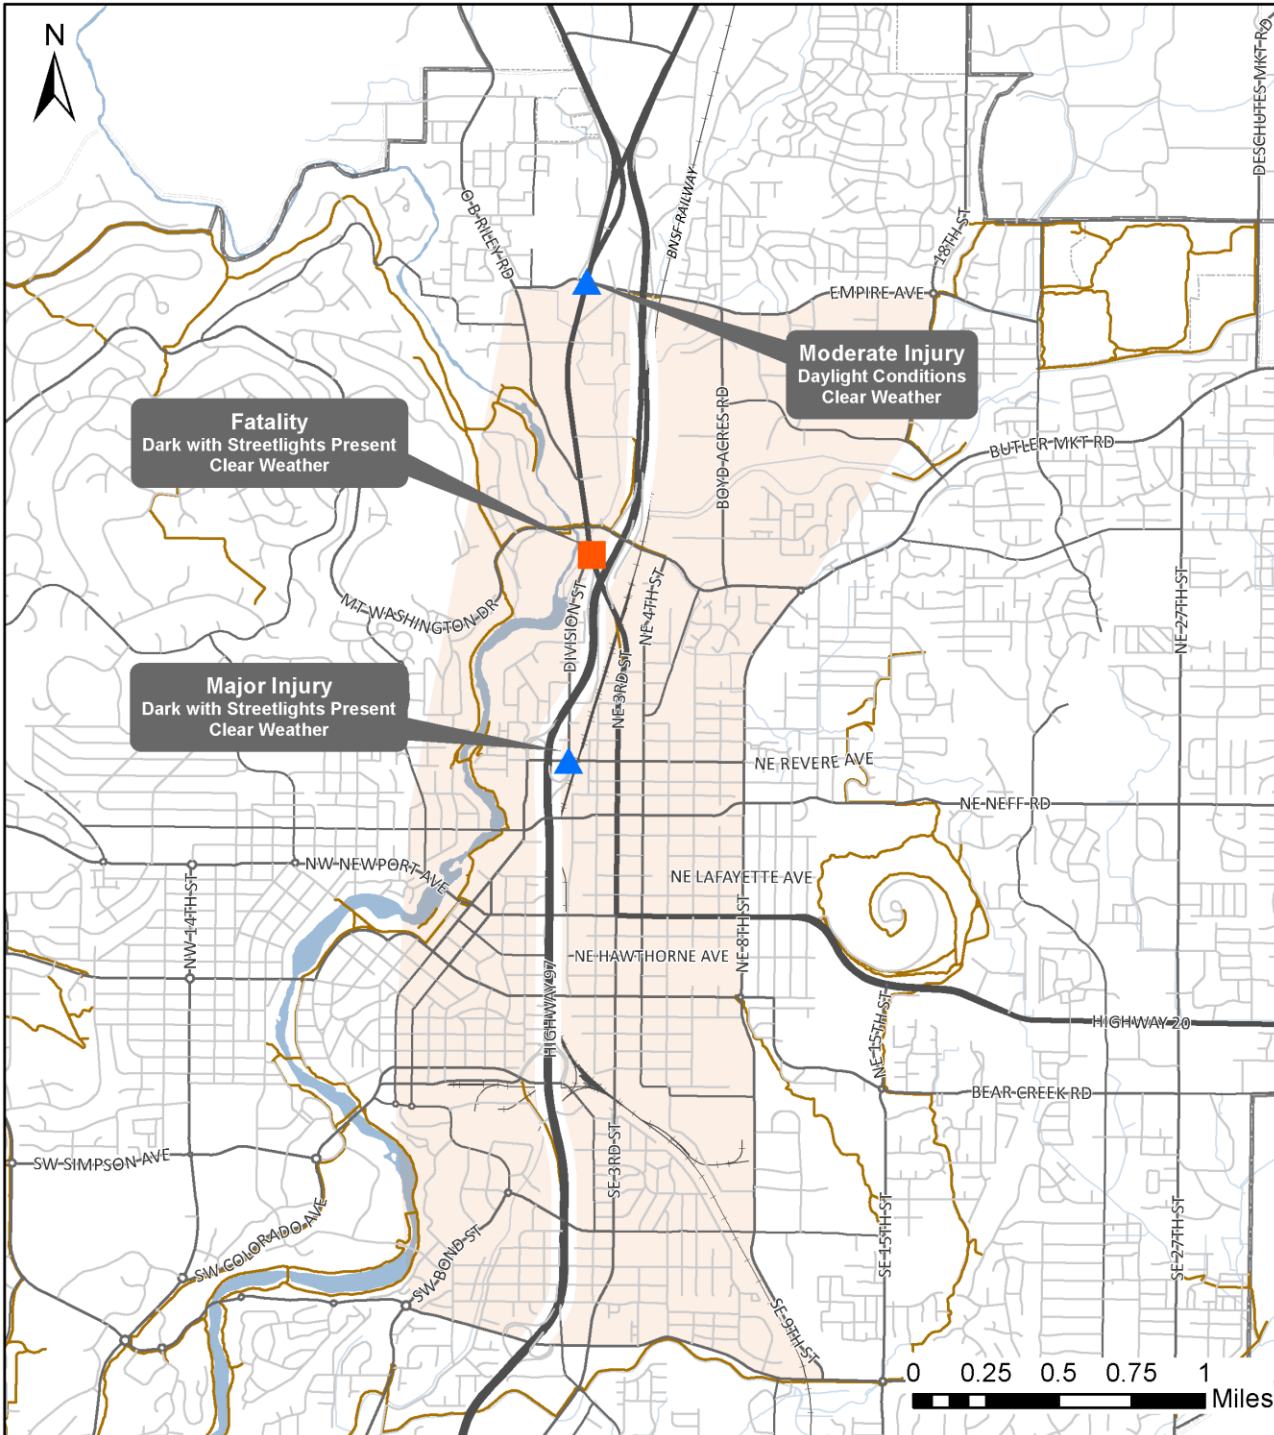 N
DESCHUTES MKT RD
BNSF RAILWAY
O B RILEY RD
18TH ST
EMPIRE AVE
Moderate Injury
Daylight Conditions
Clear Weather
Fatality
Dark with Streetlights Present
Clear Weather
BOYD ACRES RD
BUTLER MKT RD
MT WASHINGTON DR
DIVISION ST
NE 4TH ST
NE 27TH ST
NE 3RD ST
Major Injury
Dark with Streetlights Present
Clear Weather
NE REVERE AVE
NE NEFF RD
NW NEWPORT AVE
NE LAFAYETTE AVE
NW 14TH ST
NE 8TH ST
NE HAWTHORNE AVE
HIGHWAY 97
NE 15TH ST
HIGHWAY 20
BEAR CREEK RD
SW SIMPSON AVE
SE 3RD ST
SW COLORADO AVE
SW BOND ST
SE 15TH ST
SE 27TH ST
SE 9TH ST
0 0.25 0.5 0.75 1
Miles